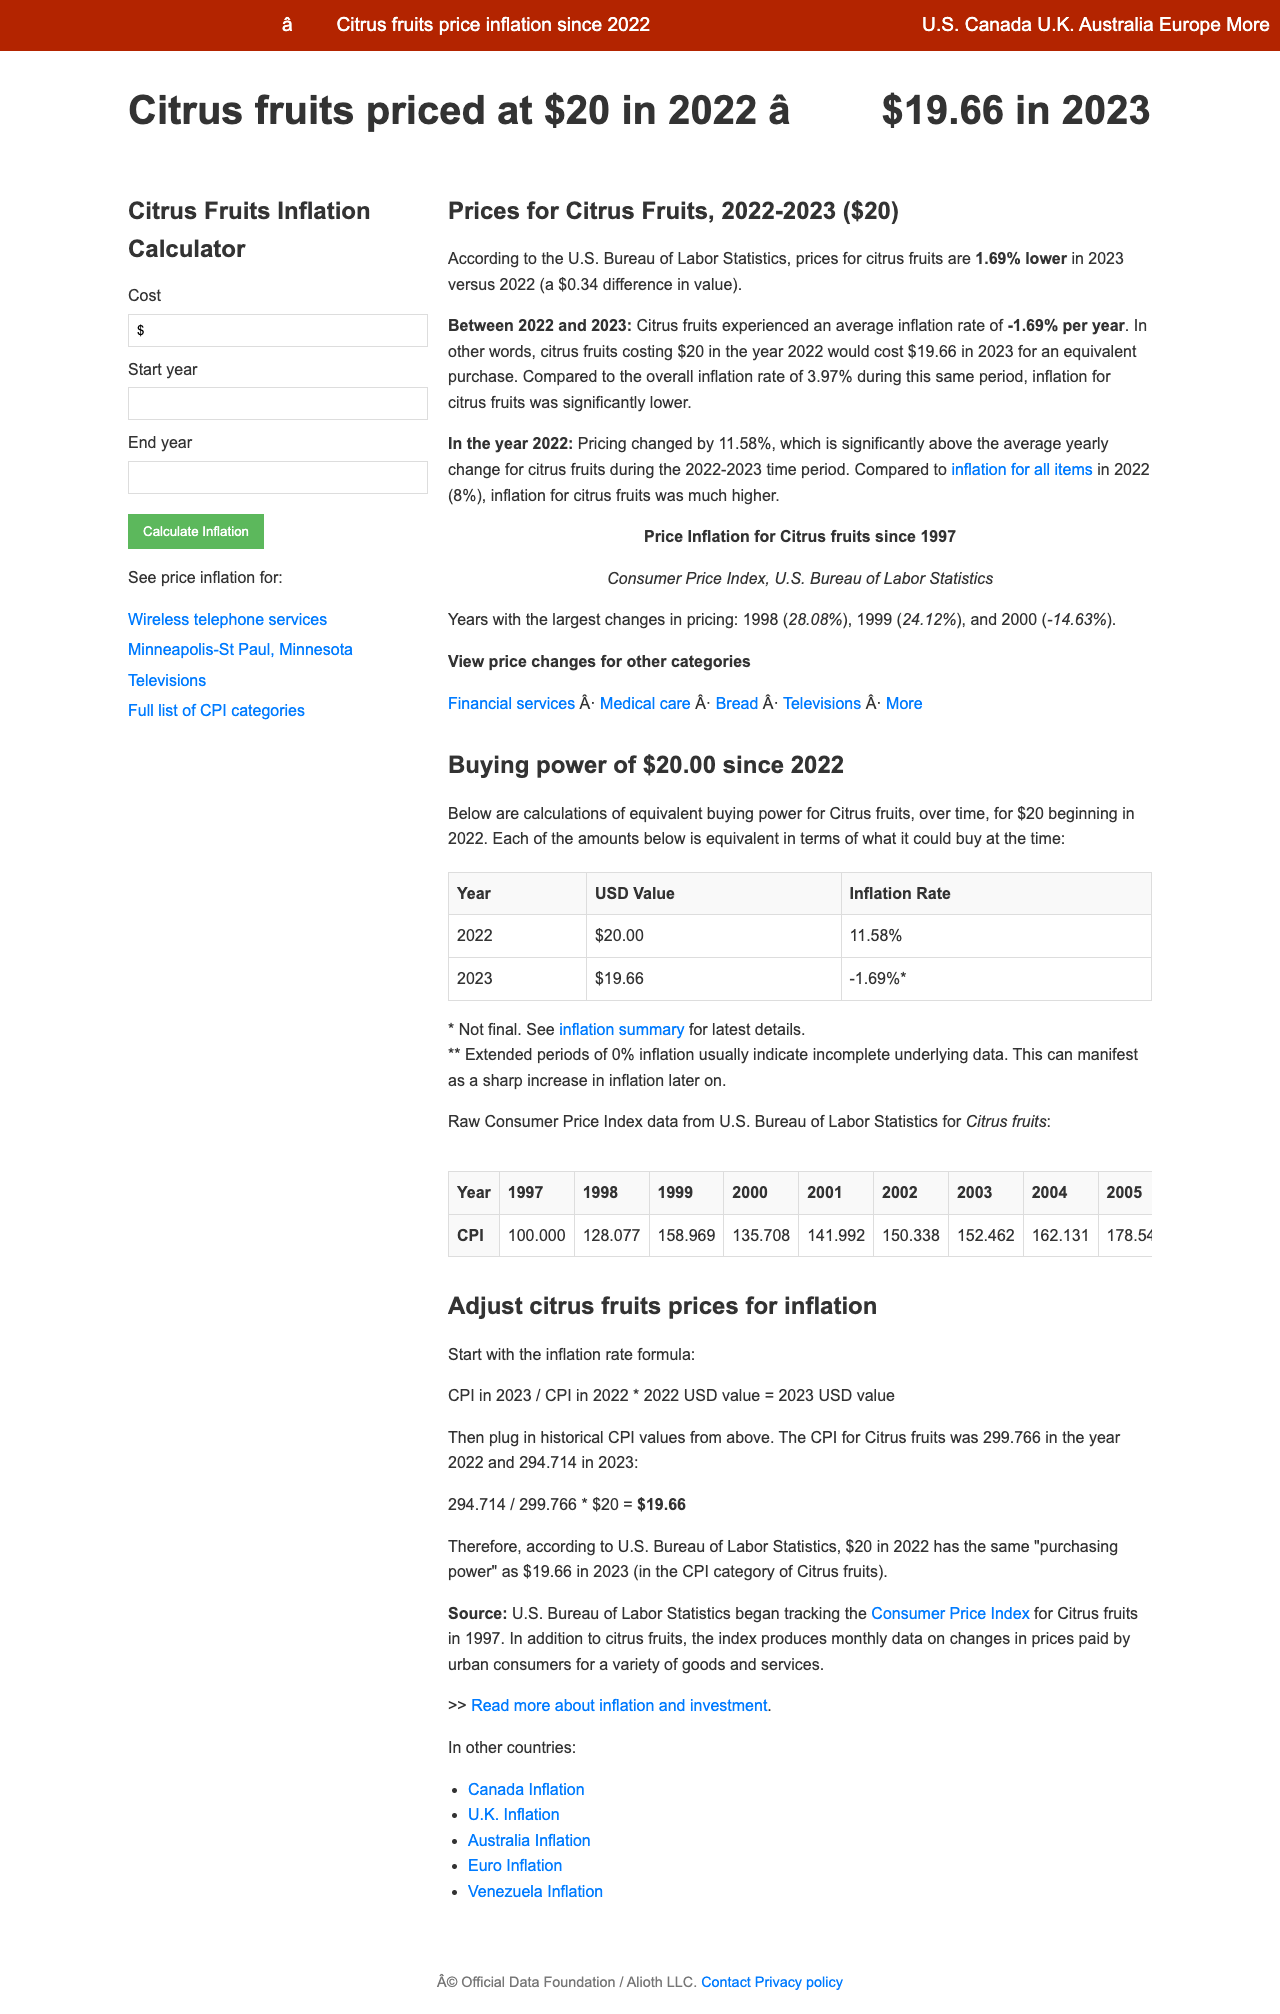 â Citrus fruits price inflation since 2022
U.S. Canada U.K. Australia Europe More
Citrus fruits priced at $20 in 2022 â $19.66 in 2023
Citrus Fruits Inflation
Calculator
Cost
$
Start year
End year
Calculate Inflation
See price inflation for:
Wireless telephone services
Minneapolis-St Paul, Minnesota
Televisions
Full list of CPI categories
Prices for Citrus Fruits, 2022-2023 ($20)
According to the U.S. Bureau of Labor Statistics, prices for citrus fruits are 1.69% lower in 2023
versus 2022 (a $0.34 difference in value).
Between 2022 and 2023: Citrus fruits experienced an average inflation rate of -1.69% per year. In
other words, citrus fruits costing $20 in the year 2022 would cost $19.66 in 2023 for an equivalent
purchase. Compared to the overall inflation rate of 3.97% during this same period, inflation for
citrus fruits was significantly lower.
In the year 2022: Pricing changed by 11.58%, which is significantly above the average yearly
change for citrus fruits during the 2022-2023 time period. Compared to inflation for all items in 2022
(8%), inflation for citrus fruits was much higher.
Price Inflation for Citrus fruits since 1997
Consumer Price Index, U.S. Bureau of Labor Statistics
Years with the largest changes in pricing: 1998 (28.08%), 1999 (24.12%), and 2000 (-14.63%).
View price changes for other categories
Financial services Â· Medical care Â· Bread Â· Televisions Â· More
Buying power of $20.00 since 2022
Below are calculations of equivalent buying power for Citrus fruits, over time, for $20 beginning in
2022. Each of the amounts below is equivalent in terms of what it could buy at the time:
Year USD Value Inflation Rate
2022 $20.00 11.58%
2023 $19.66 -1.69%*
* Not final. See inflation summary for latest details.
** Extended periods of 0% inflation usually indicate incomplete underlying data. This can manifest
as a sharp increase in inflation later on.
Raw Consumer Price Index data from U.S. Bureau of Labor Statistics for Citrus fruits:
Year 1997 1998 1999 2000 2001 2002 2003 2004 2005
CPI 100.000 128.077 158.969 135.708 141.992 150.338 152.462 162.131 178.54
Adjust citrus fruits prices for inflation
Start with the inflation rate formula:
CPI in 2023 / CPI in 2022 * 2022 USD value = 2023 USD value
Then plug in historical CPI values from above. The CPI for Citrus fruits was 299.766 in the year
2022 and 294.714 in 2023:
294.714 / 299.766 * $20 = $19.66
Therefore, according to U.S. Bureau of Labor Statistics, $20 in 2022 has the same "purchasing
power" as $19.66 in 2023 (in the CPI category of Citrus fruits).
Source: U.S. Bureau of Labor Statistics began tracking the Consumer Price Index for Citrus fruits
in 1997. In addition to citrus fruits, the index produces monthly data on changes in prices paid by
urban consumers for a variety of goods and services.
>> Read more about inflation and investment.
In other countries:
• Canada Inflation
• U.K. Inflation
• Australia Inflation
• Euro Inflation
• Venezuela Inflation
Â© Official Data Foundation / Alioth LLC. Contact Privacy policy